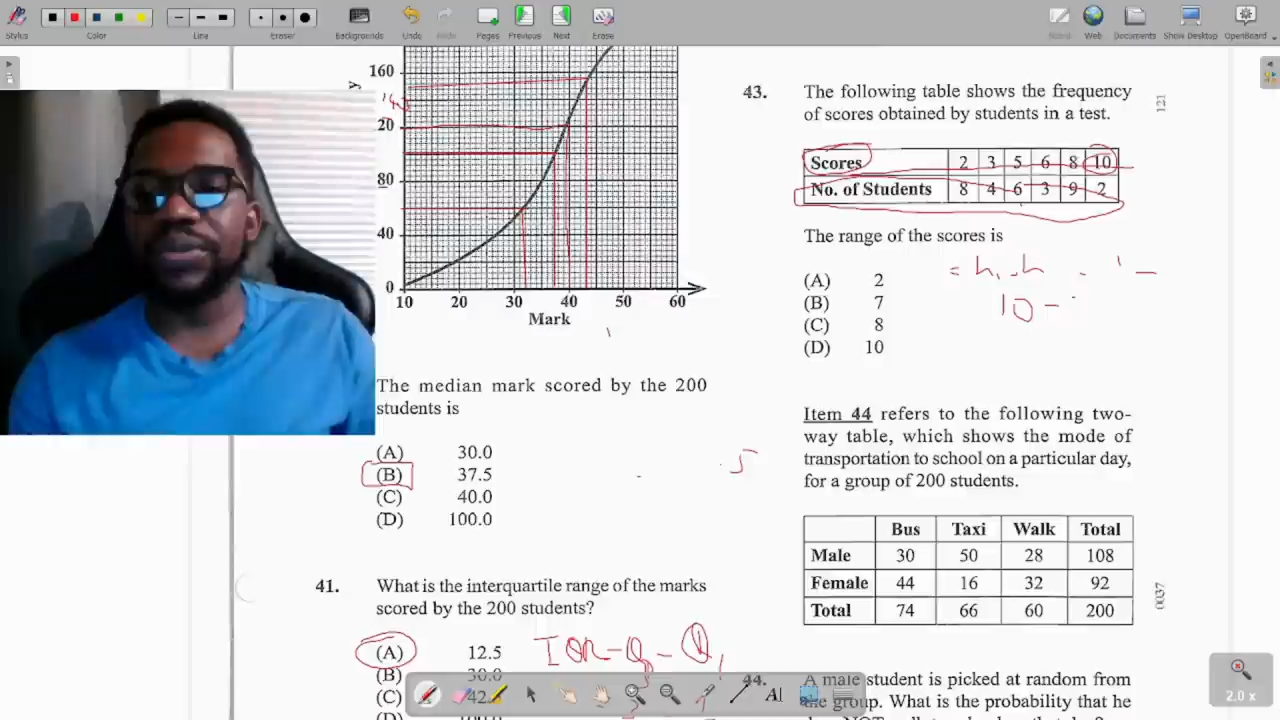 Stylus
Color
Line
Eraser
Backgrounds
Undo
Redo
Pages
Previous
Next
Erase
Web
Documents
Show Desktop
OpenBoard
y
160
120
80
40
0
10 20 30 40 50 60
Mark
The median mark scored by the 200
students is
(A) 30.0
(B) 37.5
(C) 40.0
(D) 100.0
41. What is the interquartile range of the marks
scored by the 200 students?
(A) 12.5
(B) 30.0
(C) 42.
(D) 100.0
43. The following table shows the frequency
of scores obtained by students in a test.
Scores 2 3 5 6 8 10
No. of Students 8 4 6 3 9 2
The range of the scores is
(A) 2
(B) 7
(C) 8
(D) 10
10 -
Item 44 refers to the following two-
way table, which shows the mode of
transportation to school on a particular day,
for a group of 200 students.
Bus Taxi Walk Total
Male 30 50 28 108
Female 44 16 32 92
Total 74 66 60 200
44. A male student is picked at random from
the group. What is the probability that he
121
0037
2.0 x